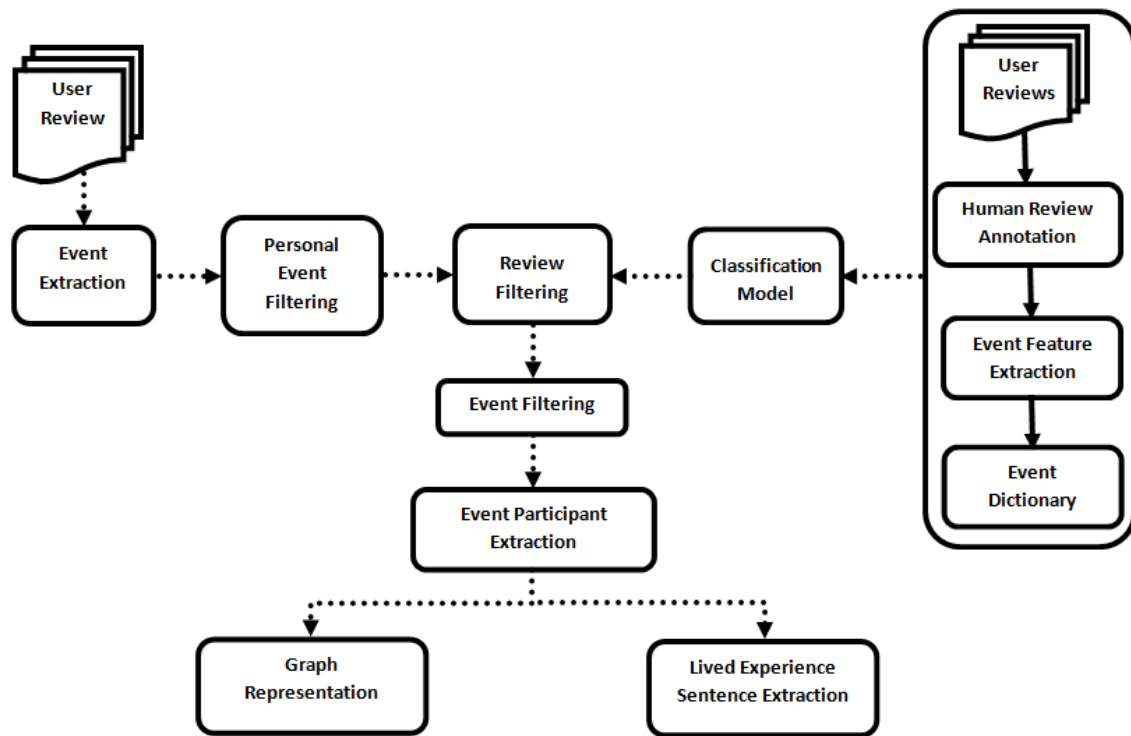 User
Review
User
Reviews
Human Review
Annotation
Event
Extraction
Personal
Event
Filtering
Review
Filtering
Classification
Model
Event Feature
Extraction
Event Filtering
Event
Dictionary
Event Participant
Extraction
Graph
Representation
Lived Experience
Sentence Extraction